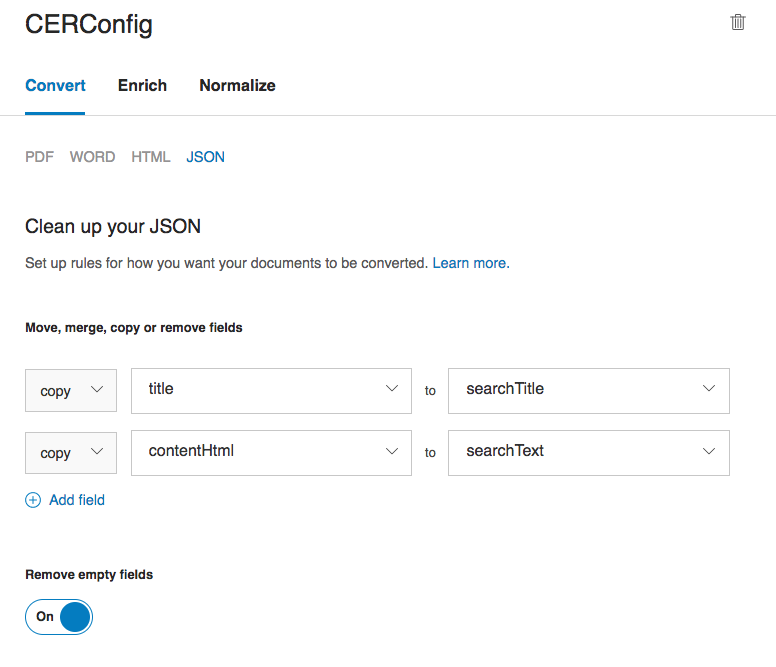 CERConfig
Convert Enrich Normalize
PDF WORD HTML JSON
Clean up your JSON
Set up rules for how you want your documents to be converted. Learn more.
Move, merge, copy or remove fields
copy title to searchTitle
copy contentHtml to searchText
Add field
Remove empty fields
On